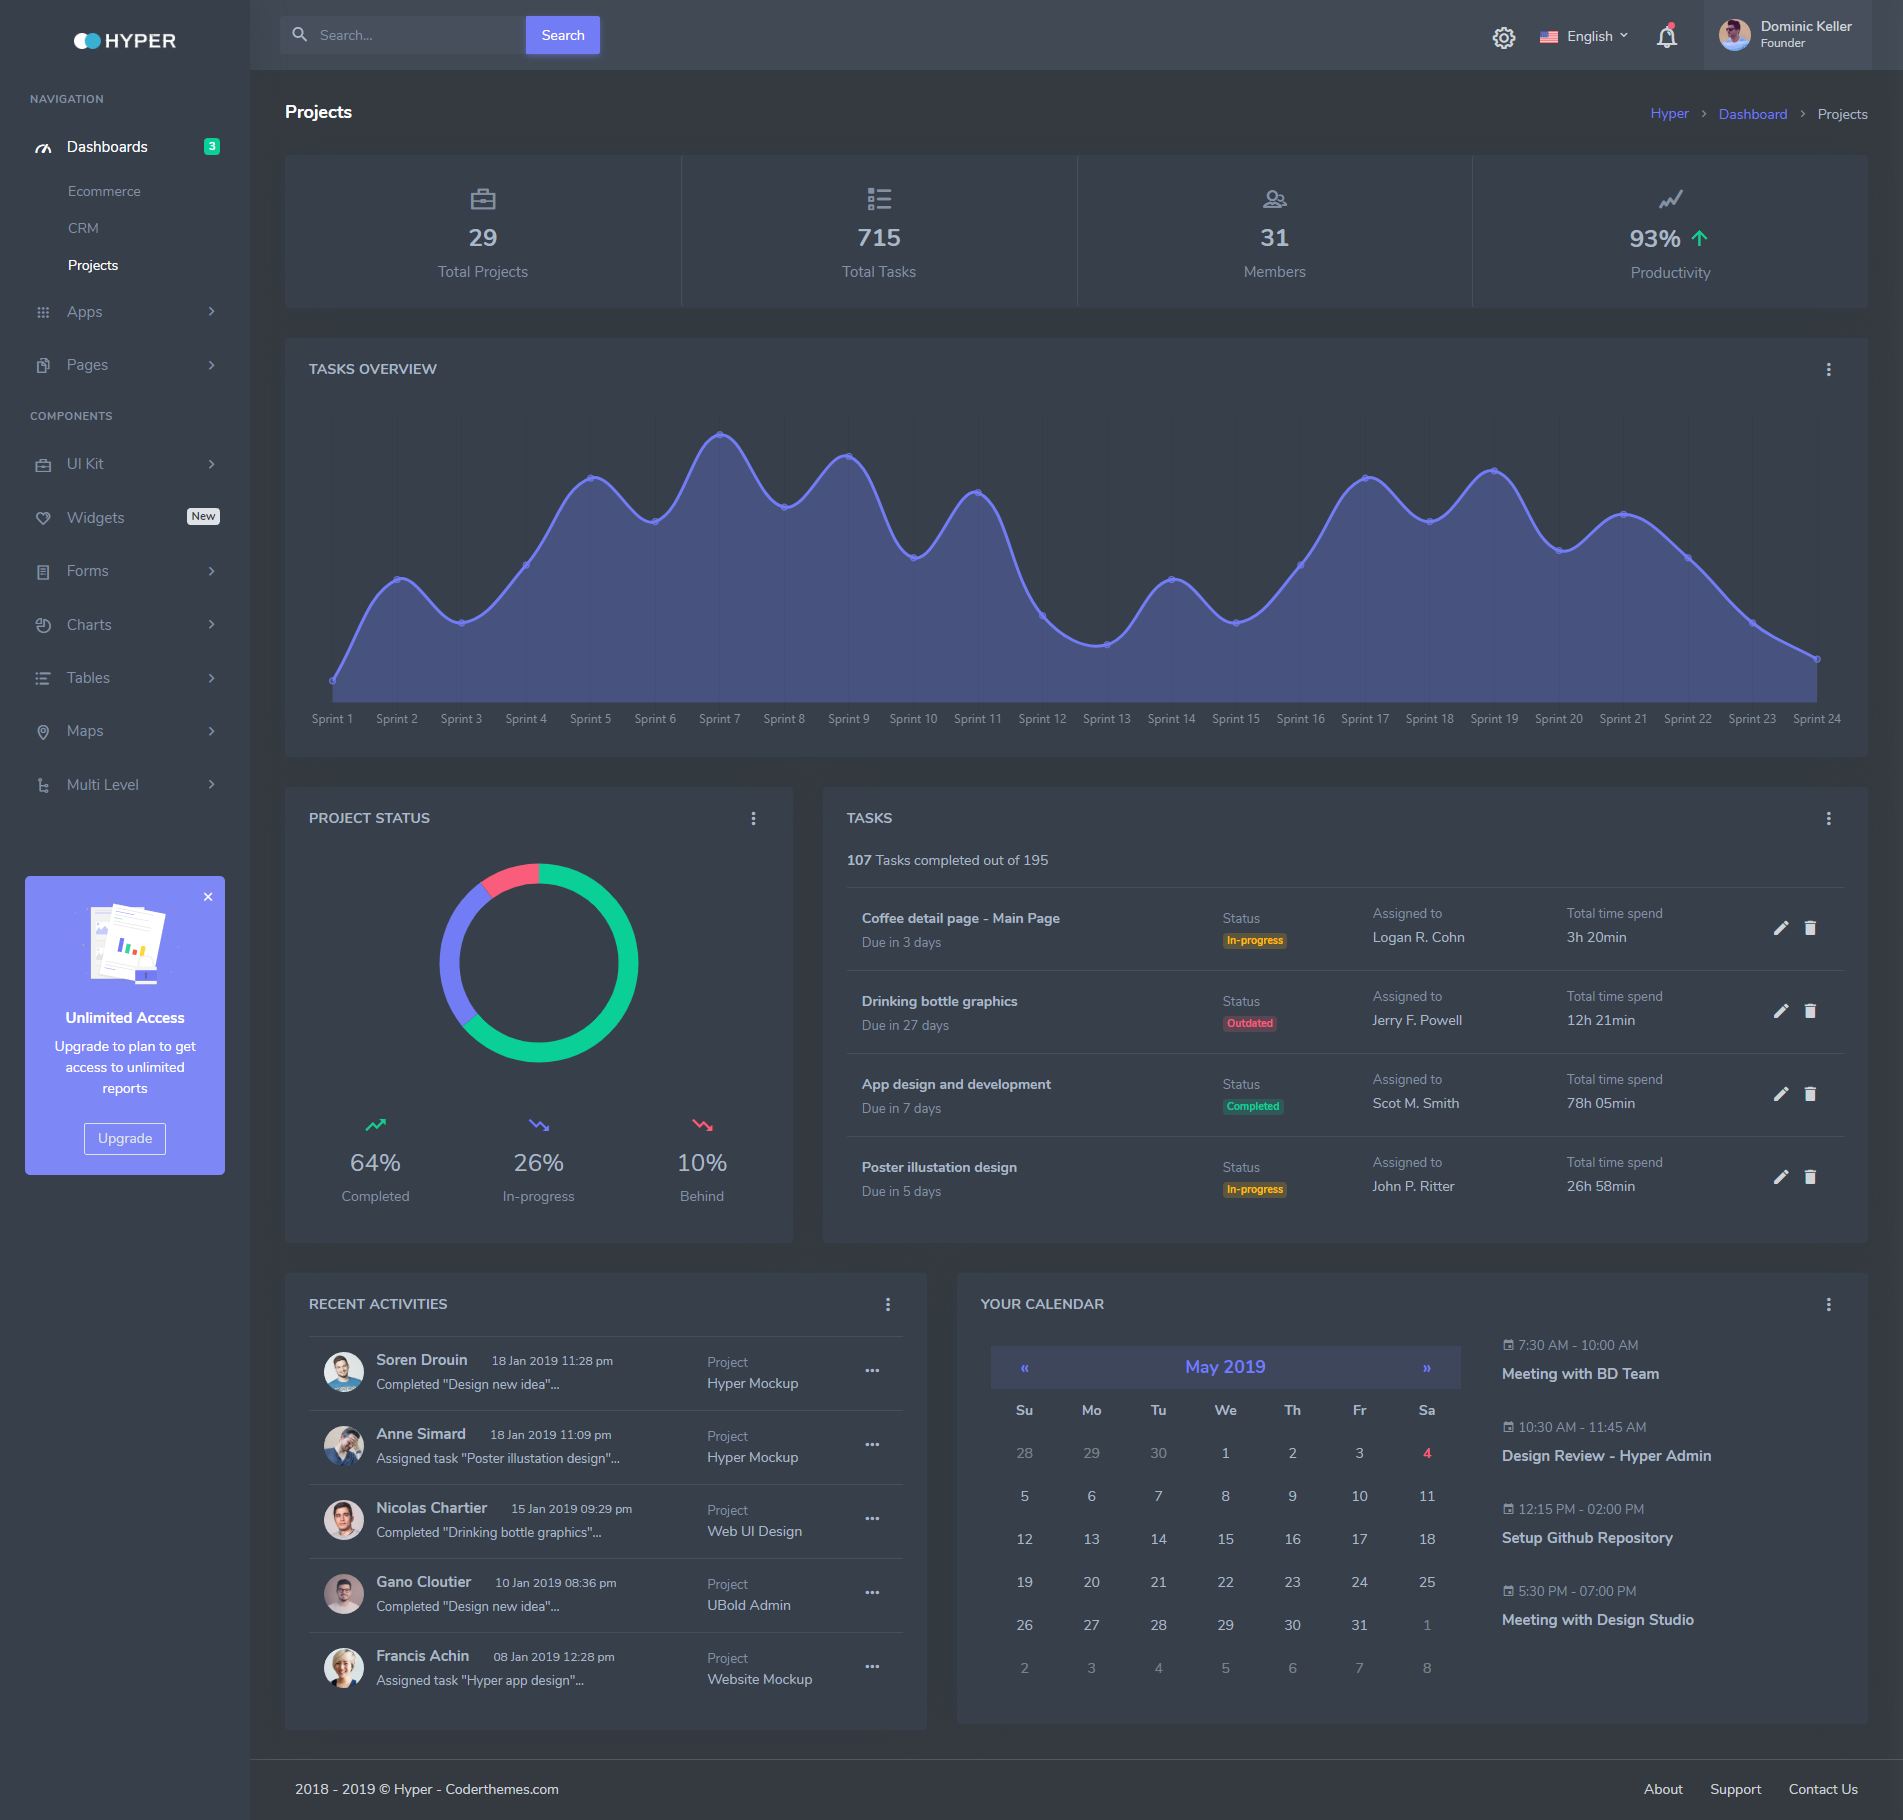 HYPER
Search...
Search
English
Dominic Keller
Founder
NAVIGATION
Dashboards
3
Ecommerce
CRM
Projects
Apps
Pages
COMPONENTS
UI Kit
Widgets
New
Forms
Charts
Tables
Maps
Multi Level
Unlimited Access
Upgrade to plan to get
access to unlimited
reports
Upgrade
Projects
Hyper
Dashboard
Projects
29
Total Projects
715
Total Tasks
31
Members
93%
Productivity
TASKS OVERVIEW
Sprint 1
Sprint 2
Sprint 3
Sprint 4
Sprint 5
Sprint 6
Sprint 7
Sprint 8
Sprint 9
Sprint 10
Sprint 11
Sprint 12
Sprint 13
Sprint 14
Sprint 15
Sprint 16
Sprint 17
Sprint 18
Sprint 19
Sprint 20
Sprint 21
Sprint 22
Sprint 23
Sprint 24
PROJECT STATUS
64%
Completed
26%
In-progress
10%
Behind
TASKS
107 Tasks completed out of 195
Coffee detail page - Main Page
Due in 3 days
Status
In-progress
Assigned to
Logan R. Cohn
Total time spend
3h 20min
Drinking bottle graphics
Due in 27 days
Status
Outdated
Assigned to
Jerry F. Powell
Total time spend
12h 21min
App design and development
Due in 7 days
Status
Completed
Assigned to
Scot M. Smith
Total time spend
78h 05min
Poster illustation design
Due in 5 days
Status
In-progress
Assigned to
John P. Ritter
Total time spend
26h 58min
RECENT ACTIVITIES
Soren Drouin 18 Jan 2019 11:28 pm
Completed "Design new idea"...
Project
Hyper Mockup
Anne Simard 18 Jan 2019 11:09 pm
Assigned task "Poster illustation design"...
Project
Hyper Mockup
Nicolas Chartier 15 Jan 2019 09:29 pm
Completed "Drinking bottle graphics"...
Project
Web UI Design
Gano Cloutier 10 Jan 2019 08:36 pm
Completed "Design new idea"...
Project
UBold Admin
Francis Achin 08 Jan 2019 12:28 pm
Assigned task "Hyper app design"...
Project
Website Mockup
YOUR CALENDAR
« May 2019 »
Su Mo Tu We Th Fr Sa
28 29 30 1 2 3 4
5 6 7 8 9 10 11
12 13 14 15 16 17 18
19 20 21 22 23 24 25
26 27 28 29 30 31 1
2 3 4 5 6 7 8
7:30 AM - 10:00 AM
Meeting with BD Team
10:30 AM - 11:45 AM
Design Review - Hyper Admin
12:15 PM - 02:00 PM
Setup Github Repository
5:30 PM - 07:00 PM
Meeting with Design Studio
2018 - 2019 © Hyper - Coderthemes.com
About
Support
Contact Us